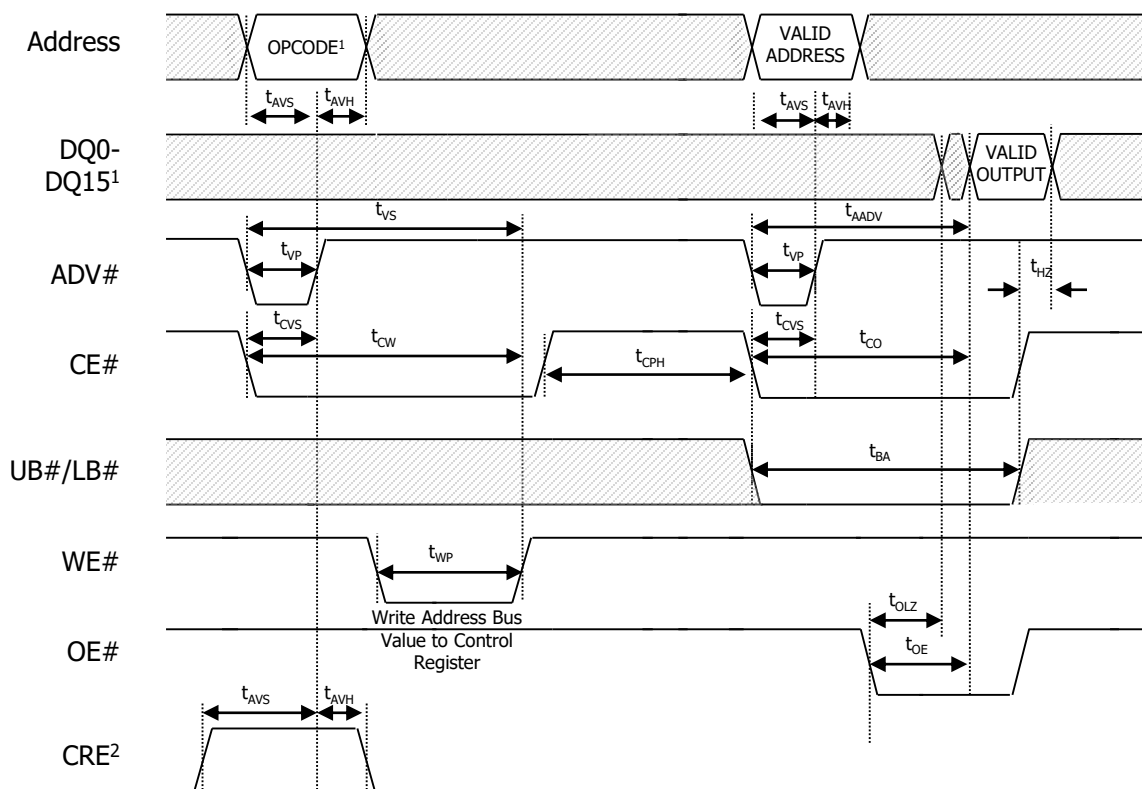 Address
OPCODE¹
VALID
ADDRESS
tAVS
tAVH
tAVS
tAVH
DQ0-
DQ15¹
VALID
OUTPUT
tVS
tAADV
ADV#
tVP
tVP
tHZ
tCVS
tCW
tCVS
tCO
CE#
tCPH
UB#/LB#
tBA
WE#
tWP
Write Address Bus
Value to Control
Register
tOLZ
OE#
tOE
tAVS
tAVH
CRE²